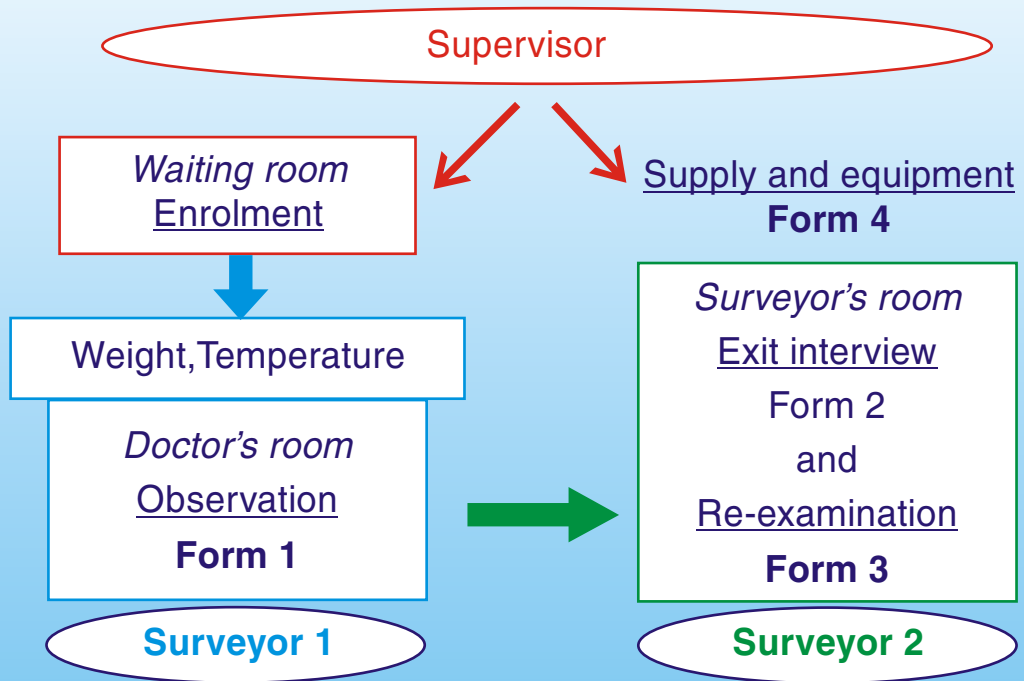 Supervisor
Waiting room
Enrolment
Supply and equipment
Form 4
Weight,Temperature
Doctor's room
Observation
Form 1
Surveyor 1
Surveyor's room
Exit interview
Form 2
and
Re-examination
Form 3
Surveyor 2